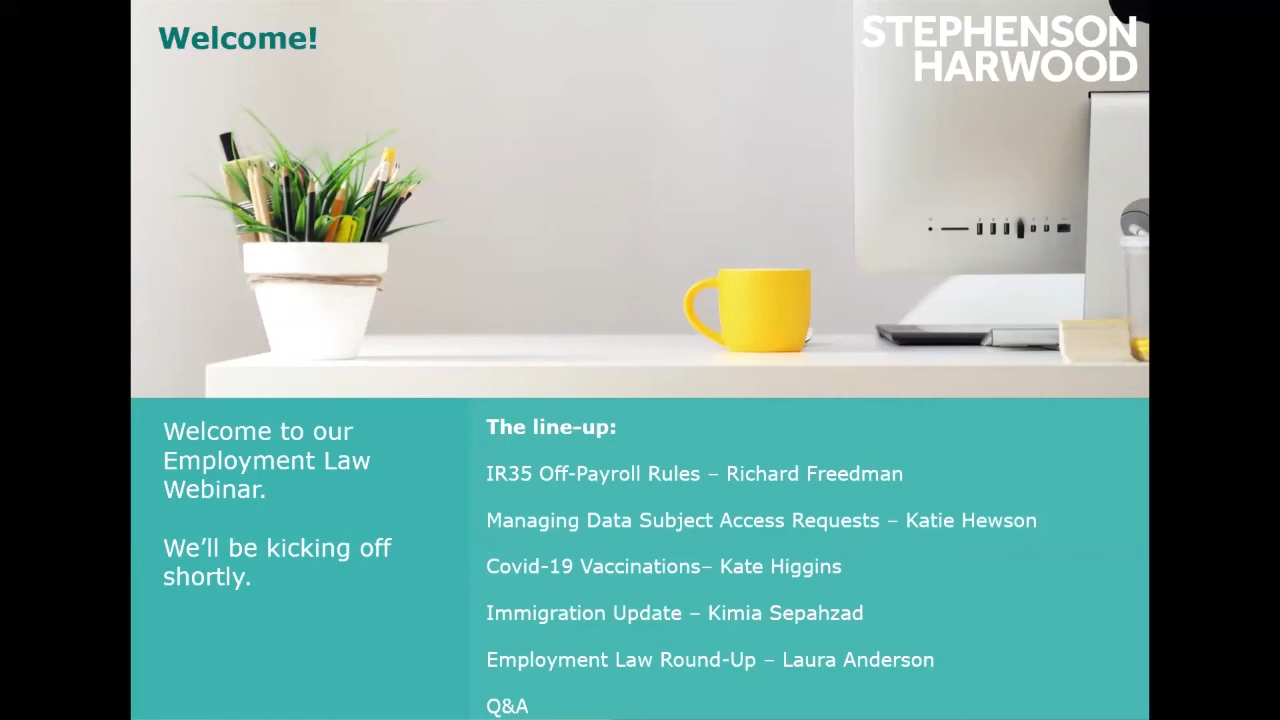 Welcome!
STEPHENSON
HARWOOD
Welcome to our
Employment Law
Webinar.
We’ll be kicking off
shortly.
The line-up:
IR35 Off-Payroll Rules – Richard Freedman
Managing Data Subject Access Requests – Katie Hewson
Covid-19 Vaccinations– Kate Higgins
Immigration Update – Kimia Sepahzad
Employment Law Round-Up – Laura Anderson
Q&A